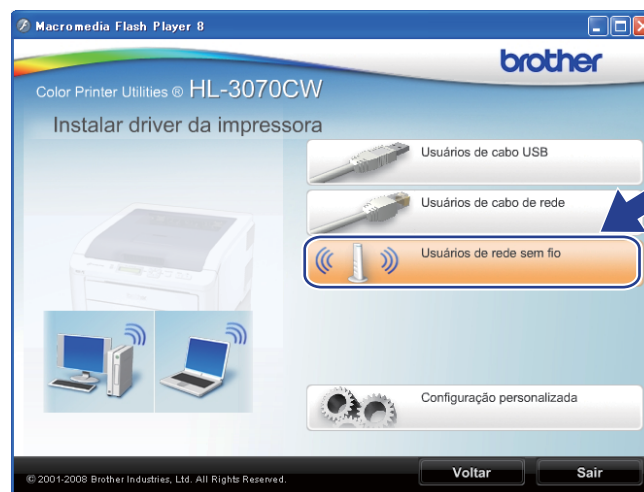 Macromedia Flash Player 8
brother
Color Printer Utilities ® HL-3070CW
Instalar driver da impressora
Usuários de cabo USB
Usuários de cabo de rede
Usuários de rede sem fio
Configuração personalizada
© 2001-2008 Brother Industries, Ltd. All Rights Reserved.
Voltar
Sair